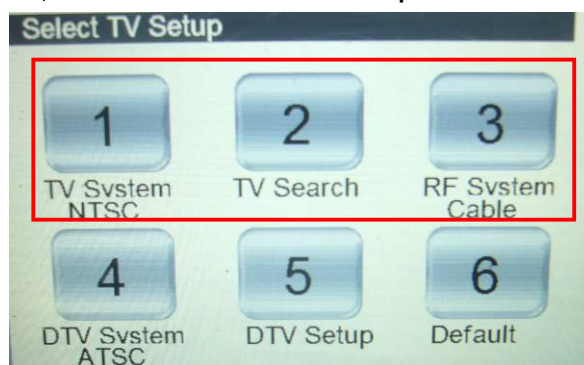 Select TV Setup
1 2 3
TV System TV Search RF System
NTSC Cable
4 5 6
DTV System DTV Setup Default
ATSC